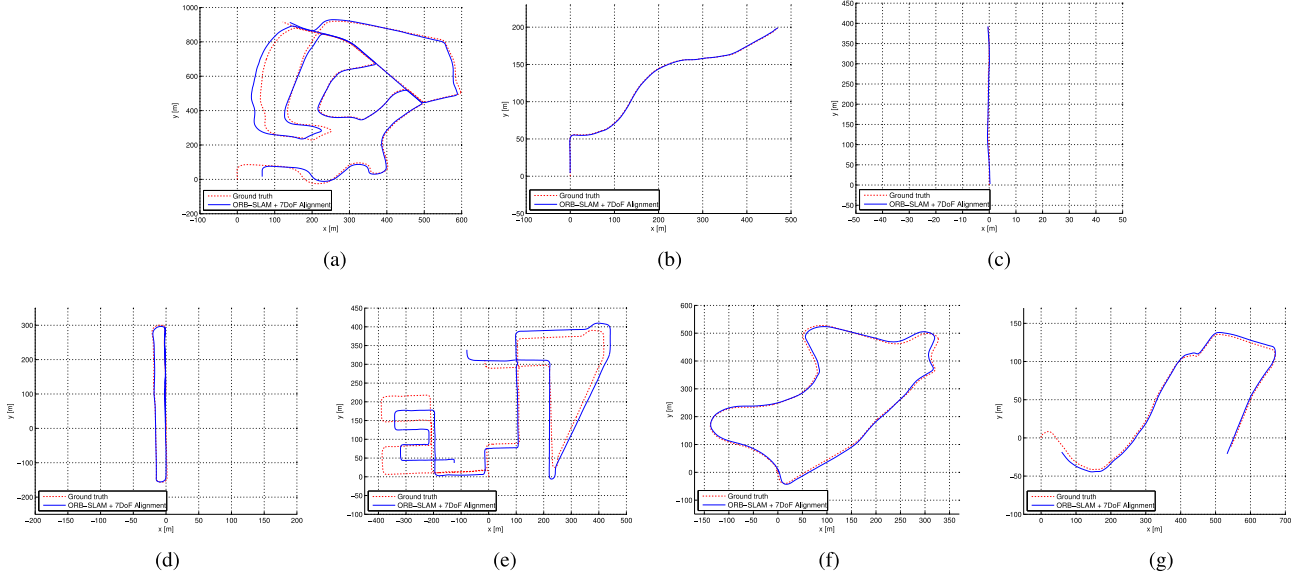 1000
800
600
400
200
0
−200
−100 0 100 200 300 400 500 600
x [m]
y [m]
Ground truth
ORB−SLAM + 7DoF Alignment
(a)
200
150
100
50
0
−50
−100 0 100 200 300 400 500
x [m]
y [m]
Ground truth
ORB−SLAM + 7DoF Alignment
(b)
450
400
350
300
250
200
150
100
50
0
−50
−50 −40 −30 −20 −10 0 10 20 30 40 50
x [m]
y [m]
Ground truth
ORB−SLAM + 7DoF Alignment
(c)
300
200
100
0
−100
−200
−200 −150 −100 −50 0 50 100 150 200
x [m]
y [m]
Ground truth
ORB−SLAM + 7DoF Alignment
(d)
450
400
350
300
250
200
150
100
50
0
−50
−100
−400 −300 −200 −100 0 100 200 300 400 500
x [m]
y [m]
Ground truth
ORB−SLAM + 7DoF Alignment
(e)
600
500
400
300
200
100
0
−100
−150 −100 −50 0 50 100 150 200 250 300 350
x [m]
y [m]
Ground truth
ORB−SLAM + 7DoF Alignment
(f)
150
100
50
0
−50
−100
0 100 200 300 400 500 600 700
x [m]
y [m]
Ground truth
ORB−SLAM + 7DoF Alignment
(g)